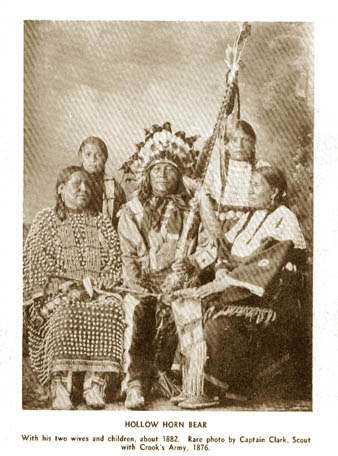 HOLLOW HORN BEAR
With his two wives and children, about 1882. Rare photo by Captain Clark, Scout
with Crook's Army, 1876.